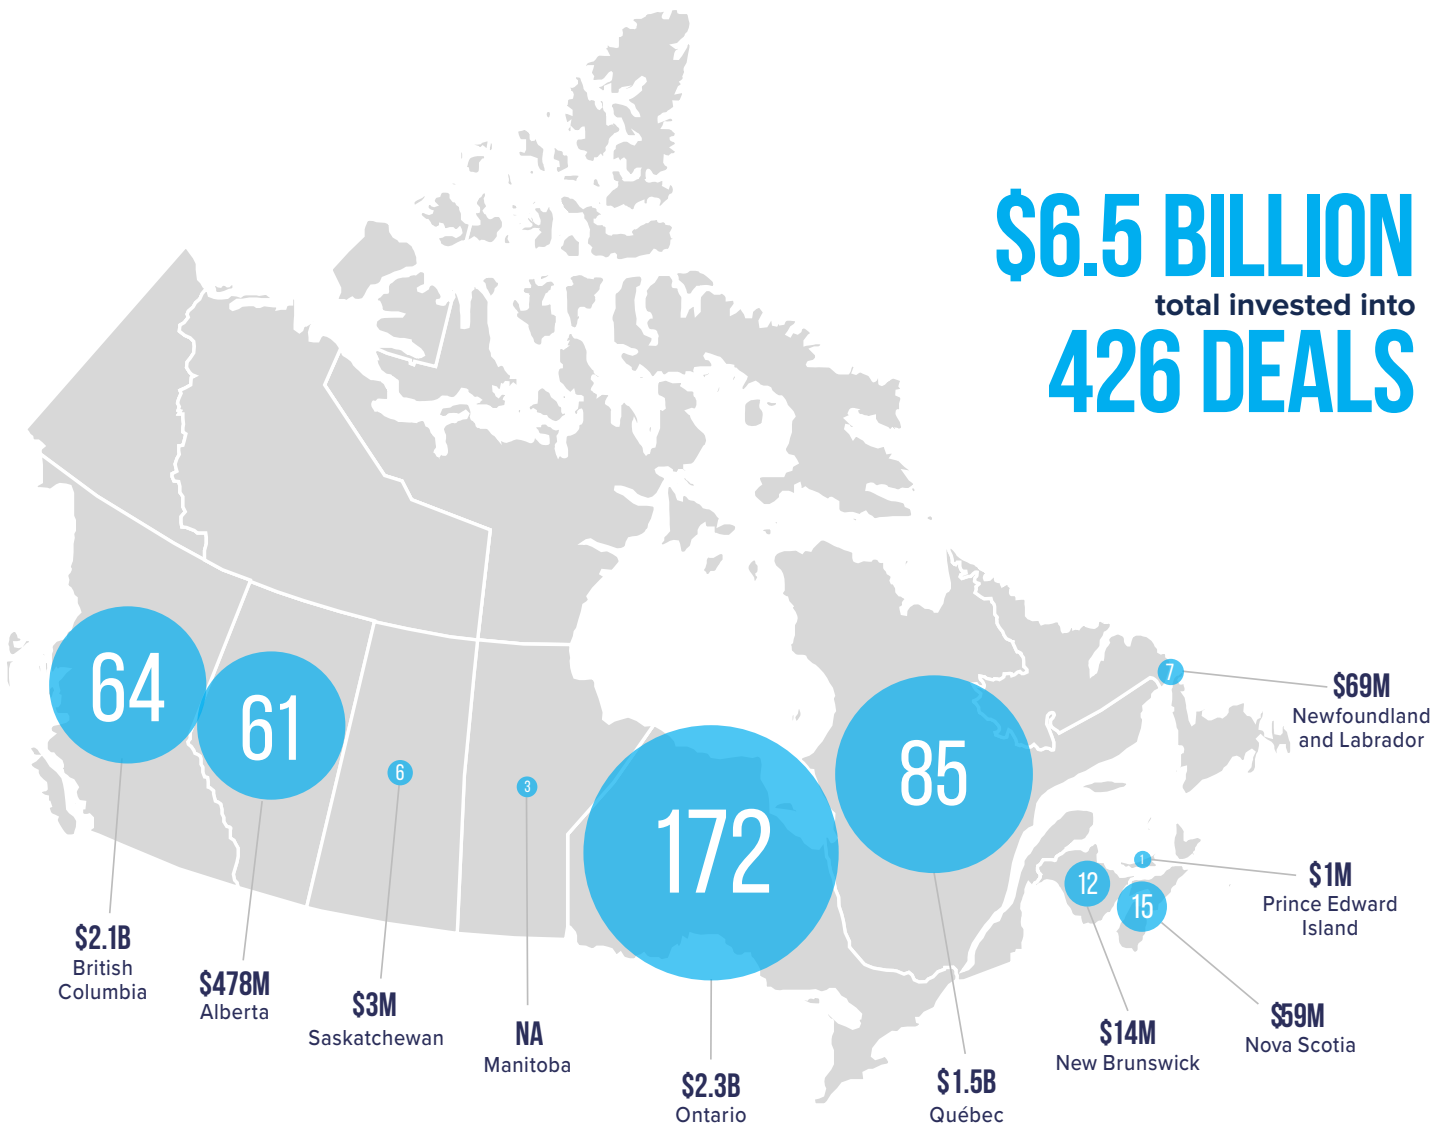 $6.5 BILLION
total invested into
426 DEALS
64
61
6
3
172
85
7
12
15
1
$2.1B
British
Columbia
$478M
Alberta
$3M
Saskatchewan
NA
Manitoba
$2.3B
Ontario
$1.5B
Québec
$14M
New Brunswick
$59M
Nova Scotia
$1M
Prince Edward
Island
$69M
Newfoundland
and Labrador